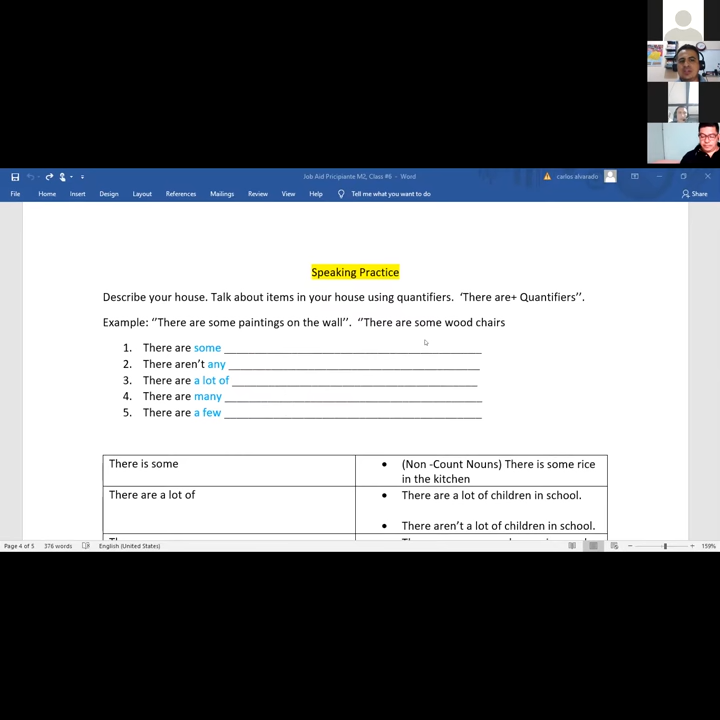 Job Aid Pricipiante M2, Class #6 - Word
carlos alvarado
File Home Insert Design Layout References Mailings Review View Help Tell me what you want to do Share
Speaking Practice
Describe your house. Talk about items in your house using quantifiers. ‘There are+ Quantifiers’’.
Example: ‘’There are some paintings on the wall’’. ‘’There are some wood chairs
1. There are some ____
2. There aren’t any ____
3. There are a lot of ____
4. There are many ____
5. There are a few ____
There is some
• (Non -Count Nouns) There is some rice
in the kitchen
There are a lot of
• There are a lot of children in school.
• There aren’t a lot of children in school.
Page 4 of 5 376 words English (United States) 159%